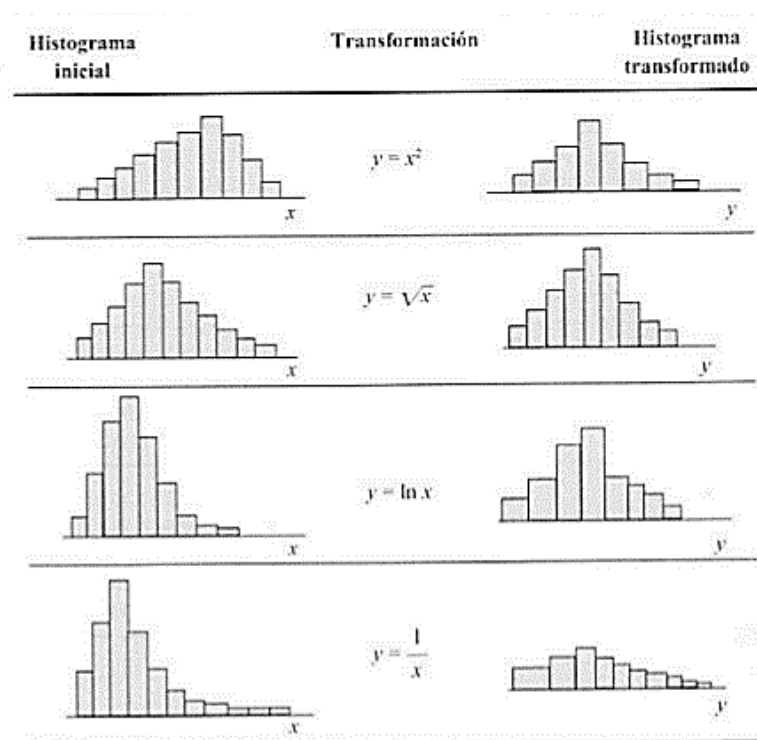 Histograma inicial
Transformación
Histograma transformado
x
y = x²
y
x
y = √x
y
x
y = ln x
y
x
y = 1/x
y